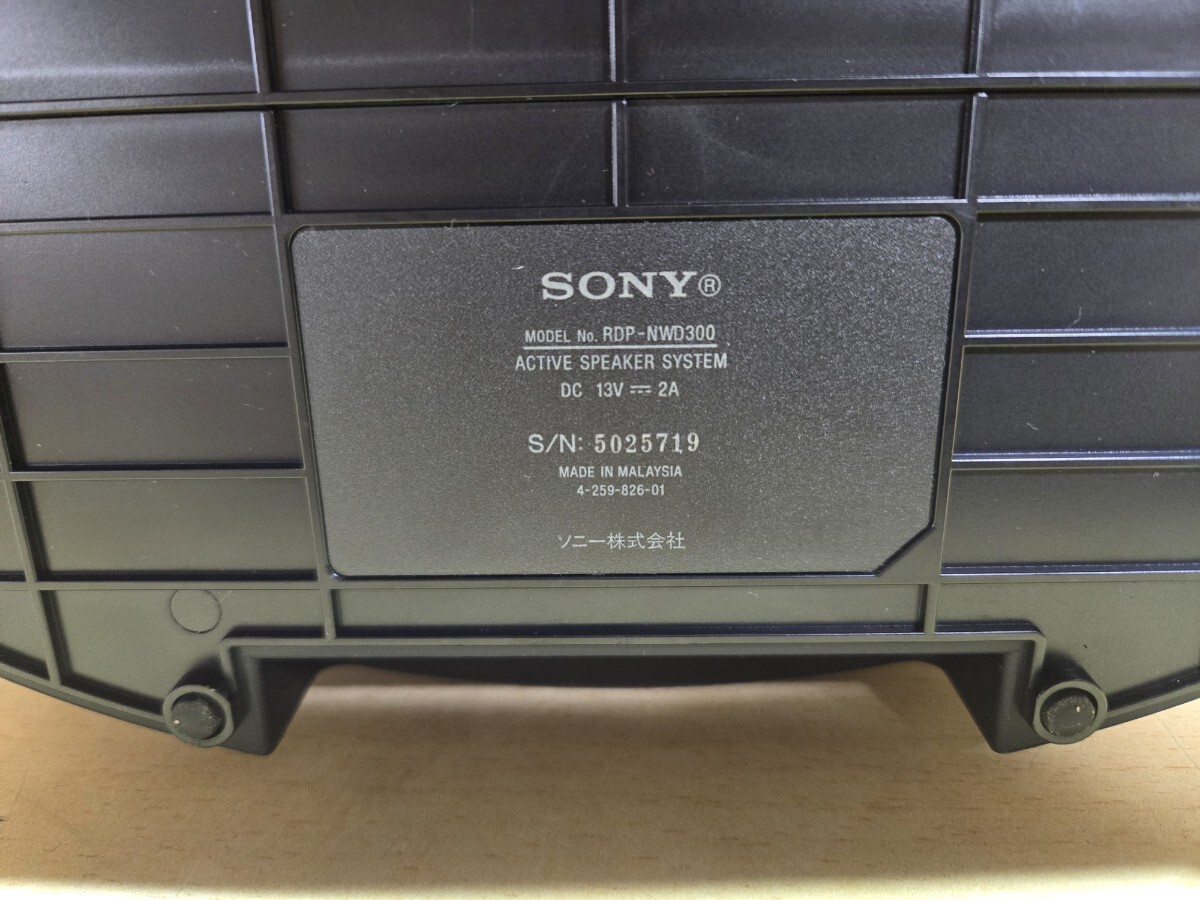 SONY®
MODEL No. RDP-NWD300
ACTIVE SPEAKER SYSTEM
DC 13V ⎓ 2A
S/N: 5025719
MADE IN MALAYSIA
4-259-826-01
ソニー株式会社